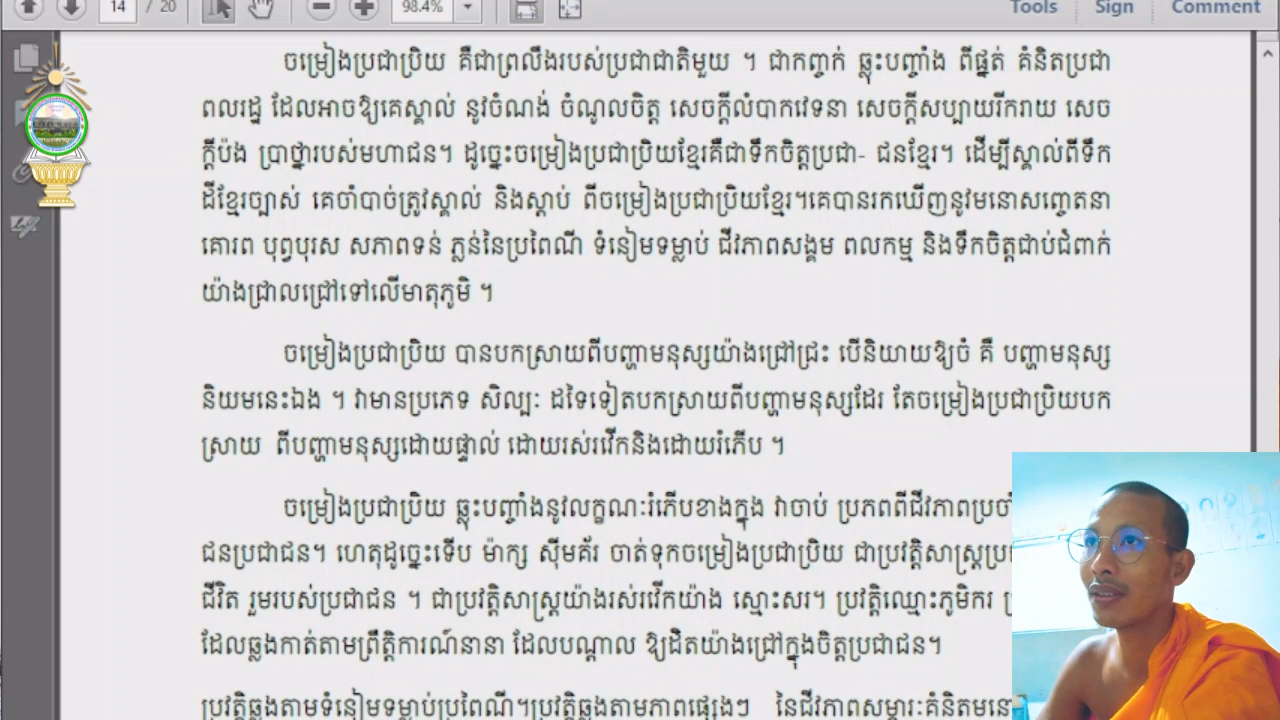 14 / 20 98.4% Tools Sign Comment
ចម្រៀងប្រជាប្រិយ គឺជាព្រលឹងរបស់ប្រជាជាតិមួយ ។ ជាកញ្ចក់ ឆ្លុះបញ្ចាំង ពីផ្នត់ គំនិតប្រជា
ពលរដ្ឋ ដែលអាចឱ្យគេស្គាល់ នូវចំណង់ ចំណូលចិត្ត សេចក្ដីលំបាកវេទនា សេចក្ដីសប្បាយរីករាយ សេច
ក្ដីប៉ង ប្រាថ្នារបស់មហាជន។ ដូច្នេះចម្រៀងប្រជាប្រិយខ្មែរគឺជាទឹកចិត្តប្រជា- ជនខ្មែរ។ ដើម្បីស្គាល់ពីទឹក
ដីខ្មែរច្បាស់ គេចាំបាច់ត្រូវស្គាល់ និងស្ដាប់ ពីចម្រៀងប្រជាប្រិយខ្មែរ។គេបានរកឃើញនូវមនោសញ្ចេតនា
គោរព បុព្វបុរស សភាពទន់ ភ្លន់នៃប្រពៃណី ទំនៀមទម្លាប់ ជីវភាពសង្គម ពលកម្ម និងទឹកចិត្តជាប់ជំពាក់
យ៉ាងជ្រាលជ្រៅទៅលើមាតុភូមិ ។
ចម្រៀងប្រជាប្រិយ បានបកស្រាយពីបញ្ហាមនុស្សយ៉ាងជ្រៅជ្រះ បើនិយាយឱ្យចំ គឺ បញ្ហាមនុស្ស
និយមនេះឯង ។ វាមានប្រភេទ សិល្បៈ ដទៃទៀតបកស្រាយពីបញ្ហាមនុស្សដែរ តែចម្រៀងប្រជាប្រិយបក
ស្រាយ ពីបញ្ហាមនុស្សដោយផ្ទាល់ ដោយរស់រវើកនិងដោយរំភើប ។
ចម្រៀងប្រជាប្រិយ ឆ្លុះបញ្ចាំងនូវលក្ខណៈរំភើបខាងក្នុង វាចាប់ ប្រភពពីជីវភាពប្រចាំ
ជនប្រជាជន។ ហេតុដូច្នេះទើប ម៉ាក្ស ស៊ីមគ័រ ចាត់ទុកចម្រៀងប្រជាប្រិយ ជាប្រវត្តិសាស្ត្រ
ជីវិត រួមរបស់ប្រជាជន ។ ជាប្រវត្តិសាស្ត្រយ៉ាងរស់រវើកយ៉ាង ស្មោះសរ។ ប្រវត្តិឈ្មោះភូមិករ
ដែលឆ្លងកាត់តាមព្រឹត្តិការណ៍នានា ដែលបណ្ដាល ឱ្យដិតយ៉ាងជ្រៅក្នុងចិត្តប្រជាជន។
ប្រវត្តិឆ្លងតាមទំនៀមទម្លាប់ប្រពៃណី។ប្រវត្តិឆ្លងតាមភាពផ្សេងៗ នៃជីវភាពសម្ភារៈគំនិតមនោ